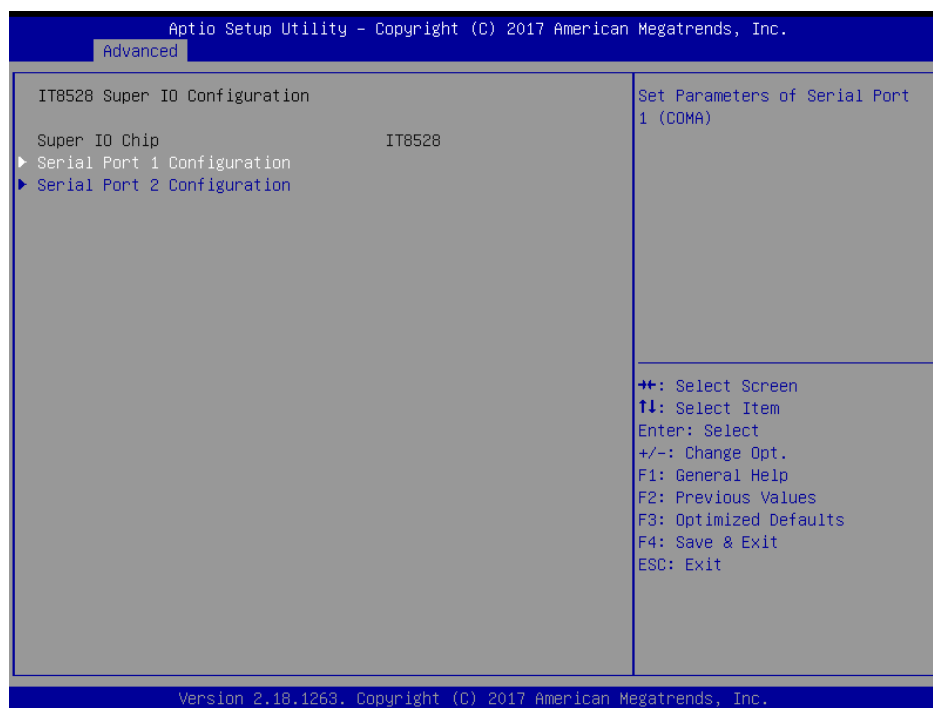 Aptio Setup Utility – Copyright (C) 2017 American Megatrends, Inc.
Advanced
IT8528 Super IO Configuration
Super IO Chip IT8528
Serial Port 1 Configuration
Serial Port 2 Configuration
Set Parameters of Serial Port
1 (COMA)
→←: Select Screen
↑↓: Select Item
Enter: Select
+/-: Change Opt.
F1: General Help
F2: Previous Values
F3: Optimized Defaults
F4: Save & Exit
ESC: Exit
Version 2.18.1263. Copyright (C) 2017 American Megatrends, Inc.